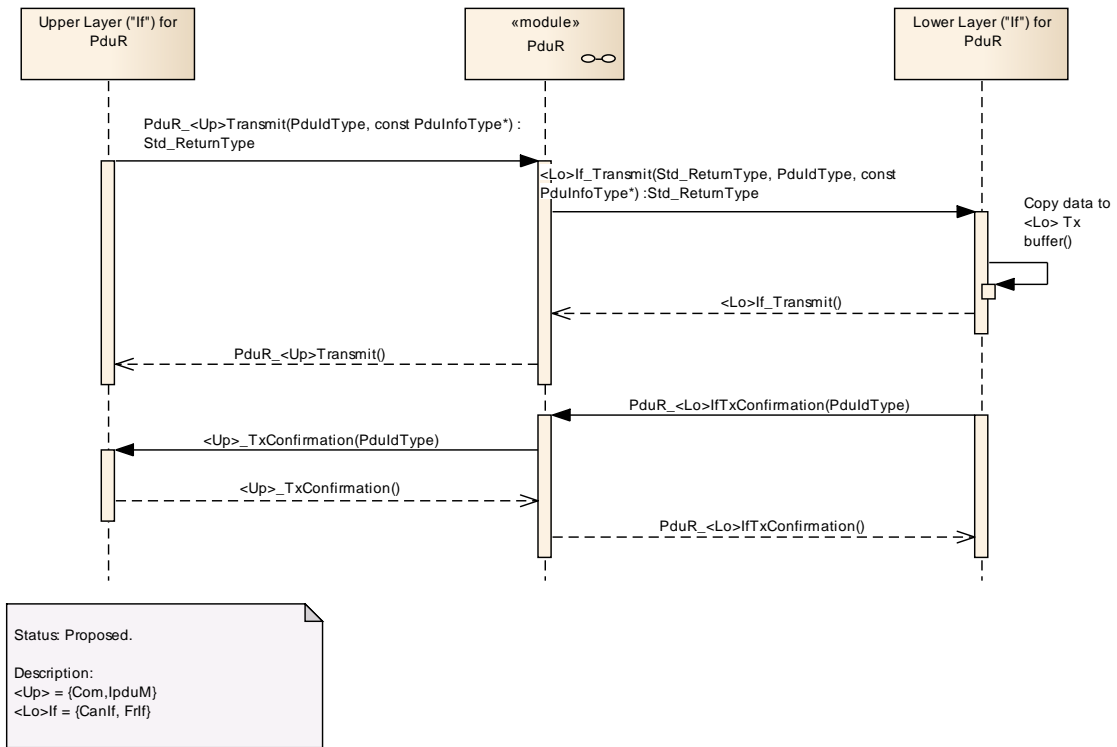 Upper Layer ("If") for
PduR
«module»
PduR
Lower Layer ("If") for
PduR
PduR_<Up>Transmit(PduIdType, const PduInfoType*) :
Std_ReturnType
<Lo>If_Transmit(Std_ReturnType, PduIdType, const
PduInfoType*) :Std_ReturnType
Copy data to
<Lo> Tx
buffer()
<Lo>If_Transmit()
PduR_<Up>Transmit()
PduR_<Lo>IfTxConfirmation(PduIdType)
<Up>_TxConfirmation(PduIdType)
<Up>_TxConfirmation()
PduR_<Lo>IfTxConfirmation()
Status: Proposed.
Description:
<Up> = {Com,IpduM}
<Lo>If = {CanIf, FrIf}